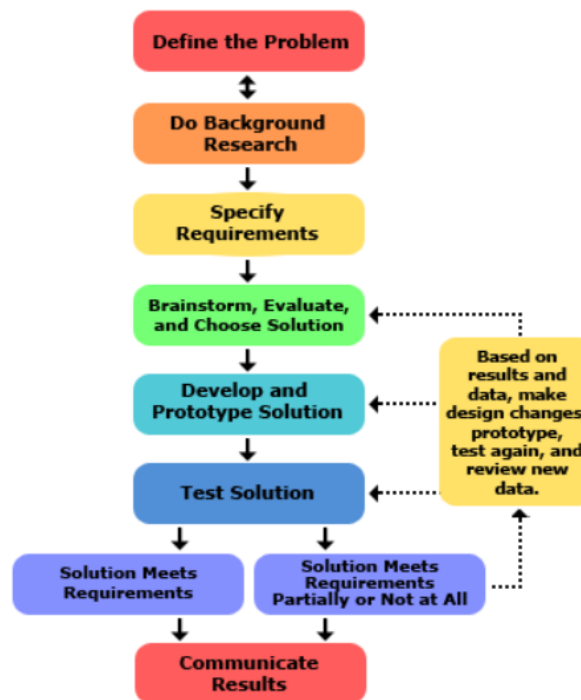 Define the Problem
Do Background
Research
Specify
Requirements
Brainstorm, Evaluate,
and Choose Solution
Develop and
Prototype Solution
Test Solution
Based on
results and
data, make
design changes,
prototype,
test again, and
review new
data.
Solution Meets
Requirements
Solution Meets
Requirements
Partially or Not at All
Communicate
Results